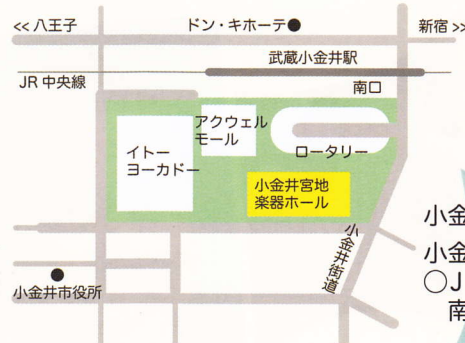 << 八王子
ドン・キホーテ
新宿 >>
武蔵小金井駅
JR 中央線
南口
アクウェル
モール
ロータリー
イトー
ヨーカドー
小金井宮地
楽器ホール
小金井街道
小金井市役所
小金
小金
○J
南